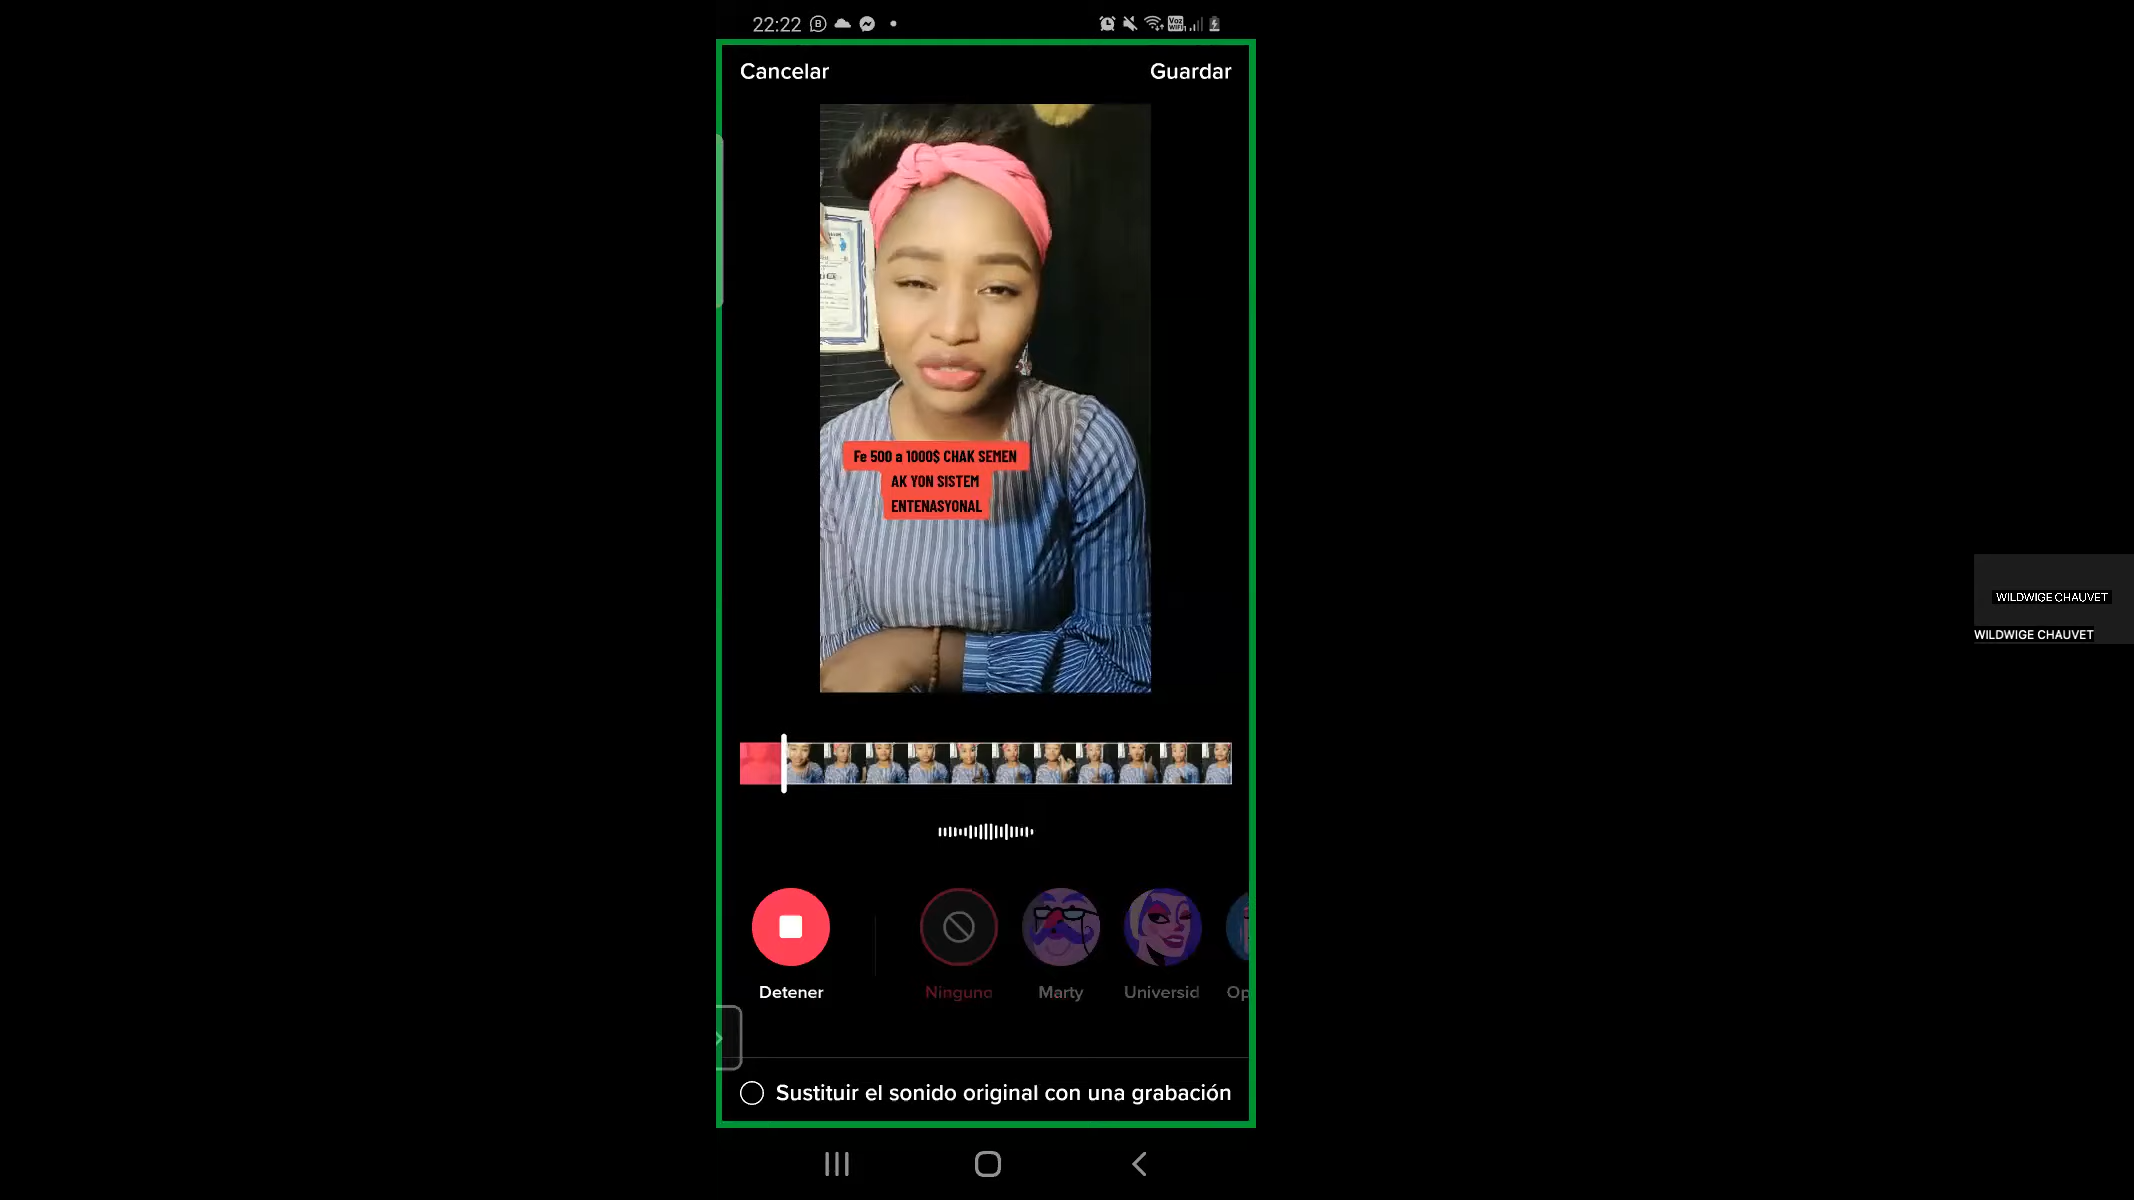 22:22
Cancelar
Guardar
Fe 500 a 1000$ CHAK SEMEN
AK YON SISTEM
ENTENASYONAL
Detener
Ninguno
Marty
Universid
Op
Sustituir el sonido original con una grabación
WILDWIGE CHAUVET
WILDWIGE CHAUVET